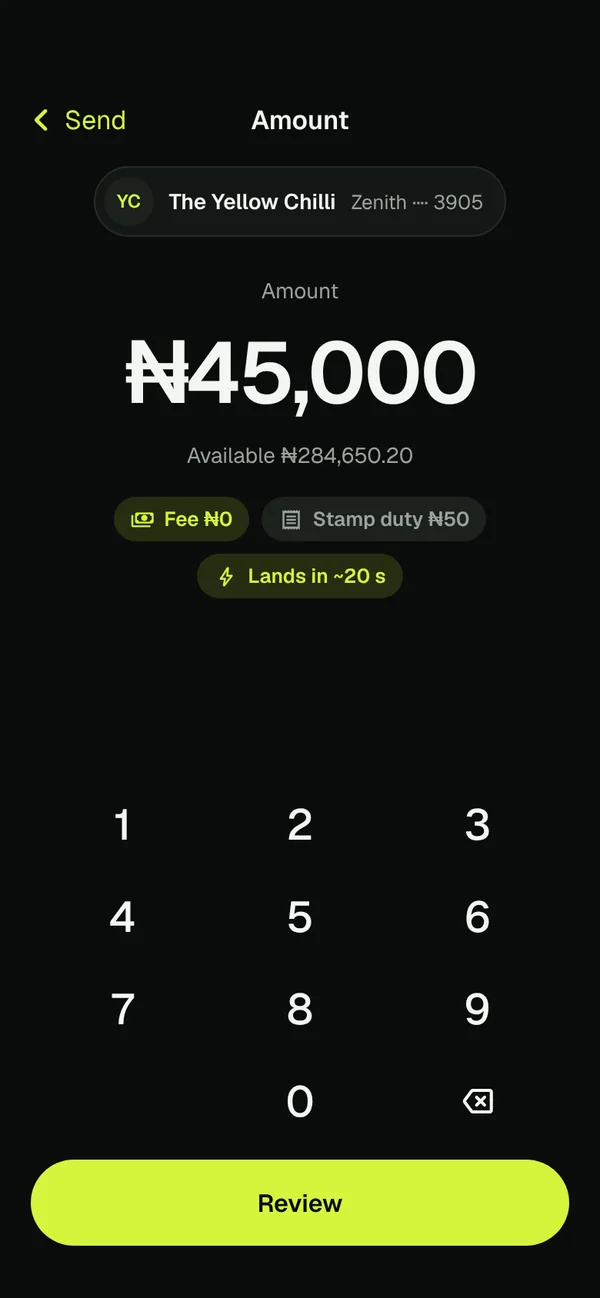 Send
Amount
YC The Yellow Chilli Zenith ···· 3905
Amount
₦45,000
Available ₦284,650.20
Fee ₦0 Stamp duty ₦50
Lands in ~20 s
1 2 3
4 5 6
7 8 9
0
Review